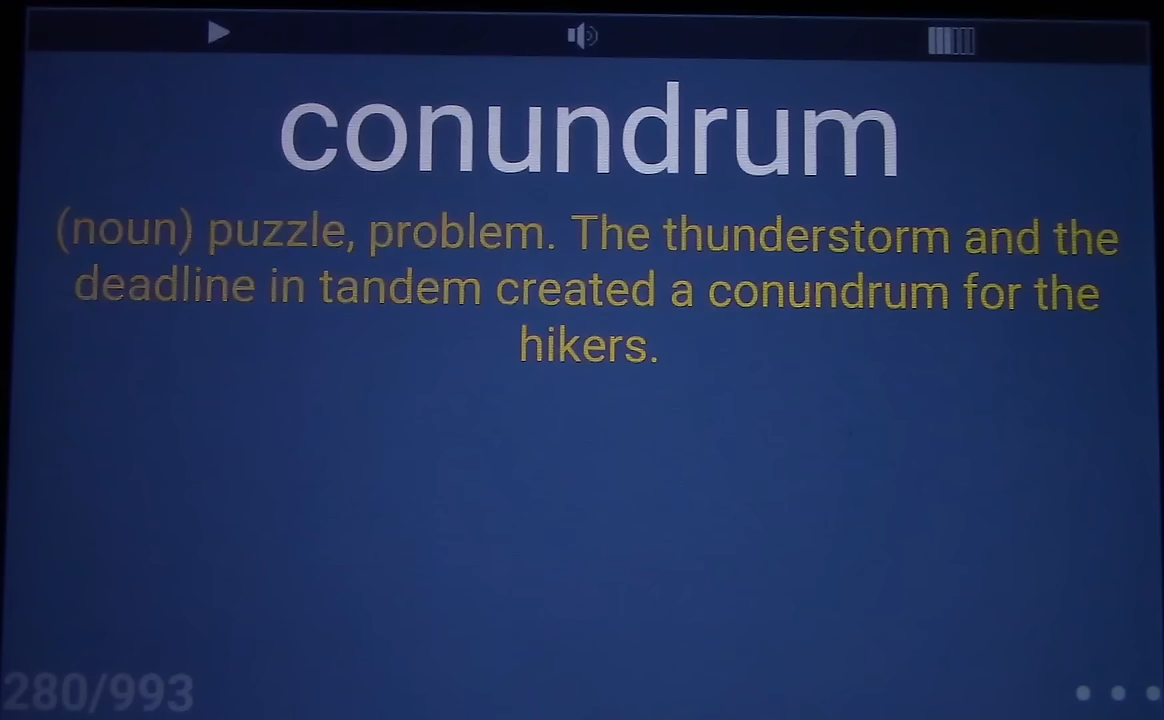 conundrum
(noun) puzzle, problem. The thunderstorm and the
deadline in tandem created a conundrum for the
hikers.
280/993